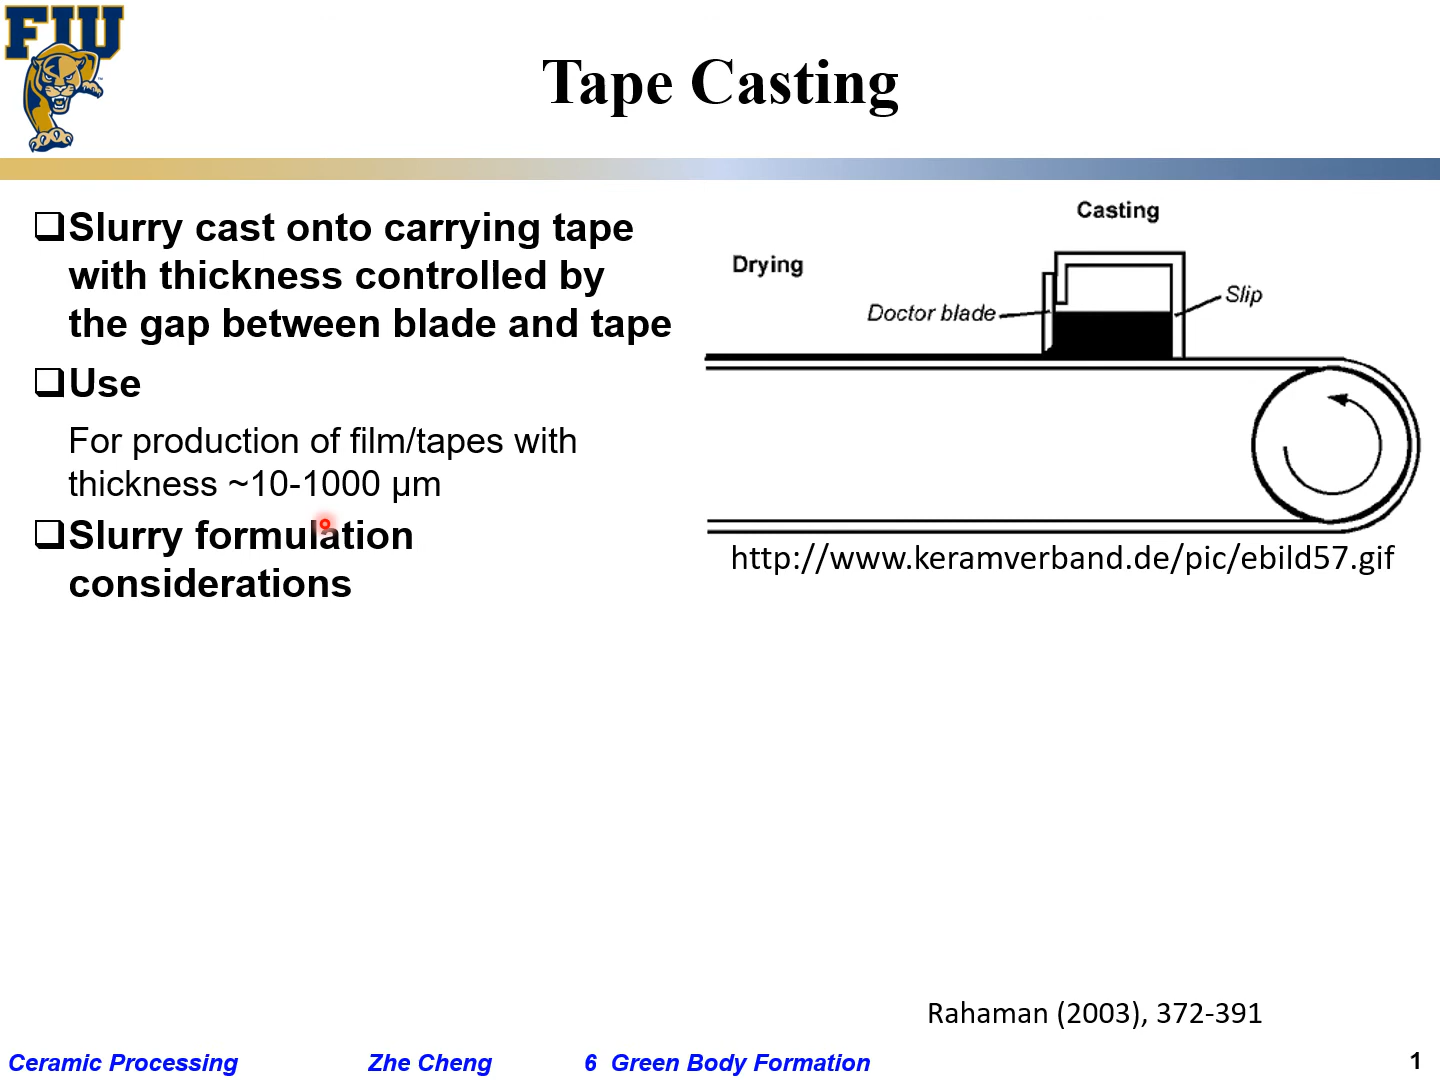 FIU
Tape Casting
❑Slurry cast onto carrying tape
with thickness controlled by
the gap between blade and tape
❑Use
For production of film/tapes with
thickness ~10-1000 μm
❑Slurry formulation
considerations
Casting
Drying
Doctor blade
Slip
http://www.keramverband.de/pic/ebild57.gif
Rahaman (2003), 372-391
Ceramic Processing Zhe Cheng 6 Green Body Formation 1